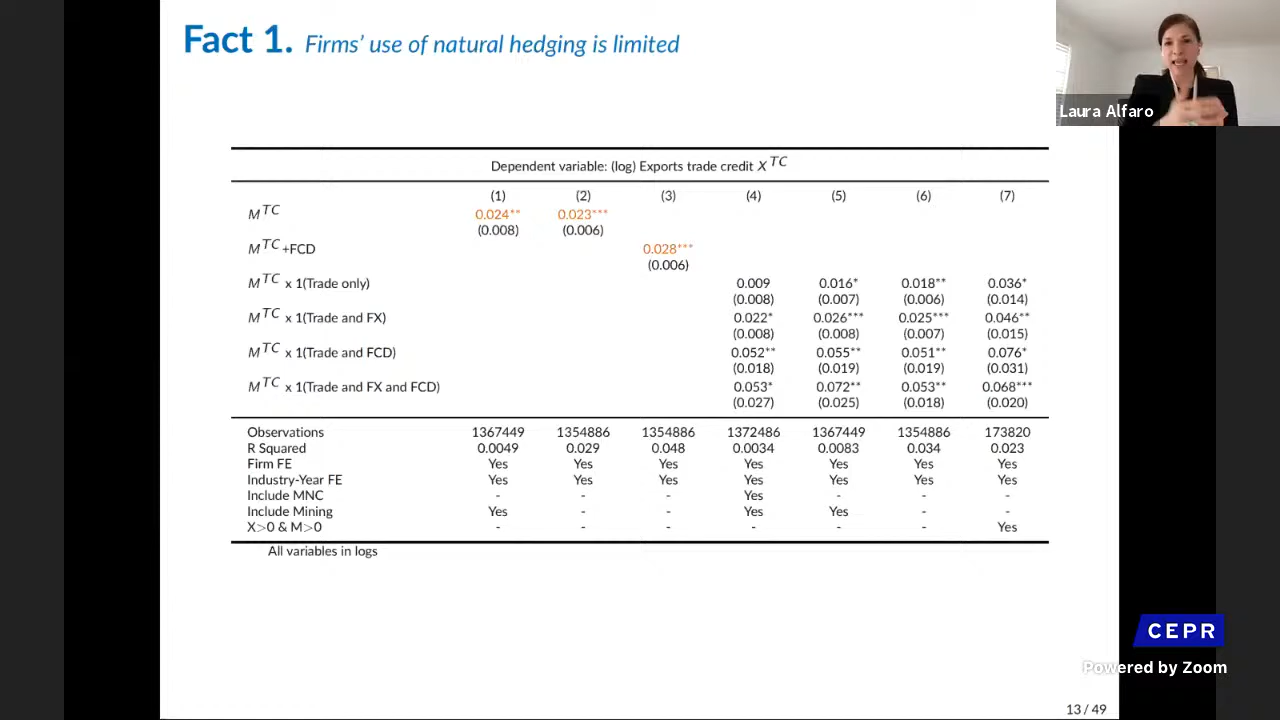 Fact 1. Firms' use of natural hedging is limited
Laura Alfaro
Dependent variable: (log) Exports trade credit X^TC
(1) (2) (3) (4) (5) (6) (7)
M^TC 0.024** 0.023***
(0.008) (0.006)
M^TC+FCD 0.028***
(0.006)
M^TC x 1(Trade only) 0.009 0.016* 0.018** 0.036*
(0.008) (0.007) (0.006) (0.014)
M^TC x 1(Trade and FX) 0.022* 0.026*** 0.025*** 0.046**
(0.008) (0.008) (0.007) (0.015)
M^TC x 1(Trade and FCD) 0.052** 0.055** 0.051** 0.076*
(0.018) (0.019) (0.019) (0.031)
M^TC x 1(Trade and FX and FCD) 0.053* 0.072** 0.053** 0.068***
(0.027) (0.025) (0.018) (0.020)
Observations 1367449 1354886 1354886 1372486 1367449 1354886 173820
R Squared 0.0049 0.029 0.048 0.0034 0.0083 0.034 0.023
Firm FE Yes Yes Yes Yes Yes Yes Yes
Industry-Year FE Yes Yes Yes Yes Yes Yes Yes
Include MNC - - - Yes - - -
Include Mining Yes - - Yes Yes - -
X>0 & M>0 - - - - - - Yes
All variables in logs
CEPR
Powered by Zoom
13 / 49